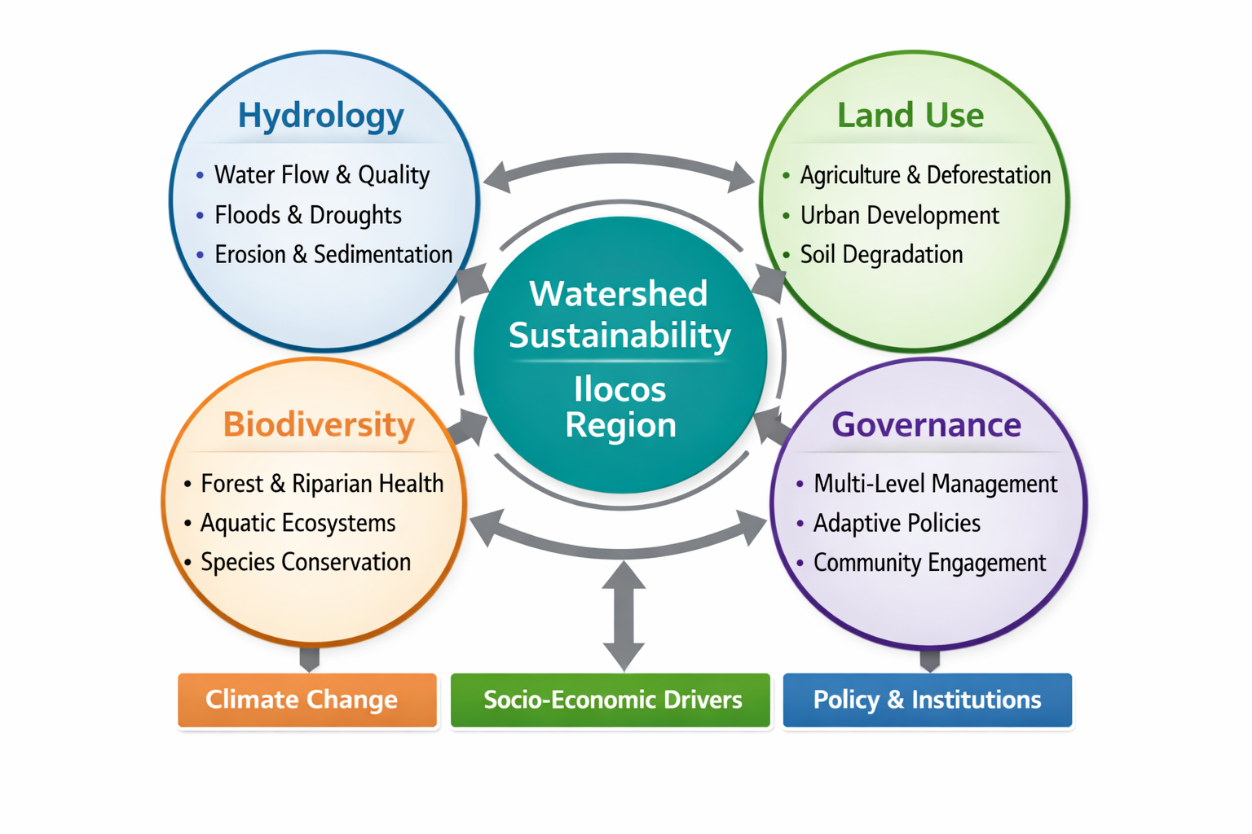 Hydrology
• Water Flow & Quality
• Floods & Droughts
• Erosion & Sedimentation
Land Use
• Agriculture & Deforestation
• Urban Development
• Soil Degradation
Watershed
Sustainability
Ilocos
Region
Biodiversity
• Forest & Riparian Health
• Aquatic Ecosystems
• Species Conservation
Governance
• Multi-Level Management
• Adaptive Policies
• Community Engagement
Climate Change
Socio-Economic Drivers
Policy & Institutions